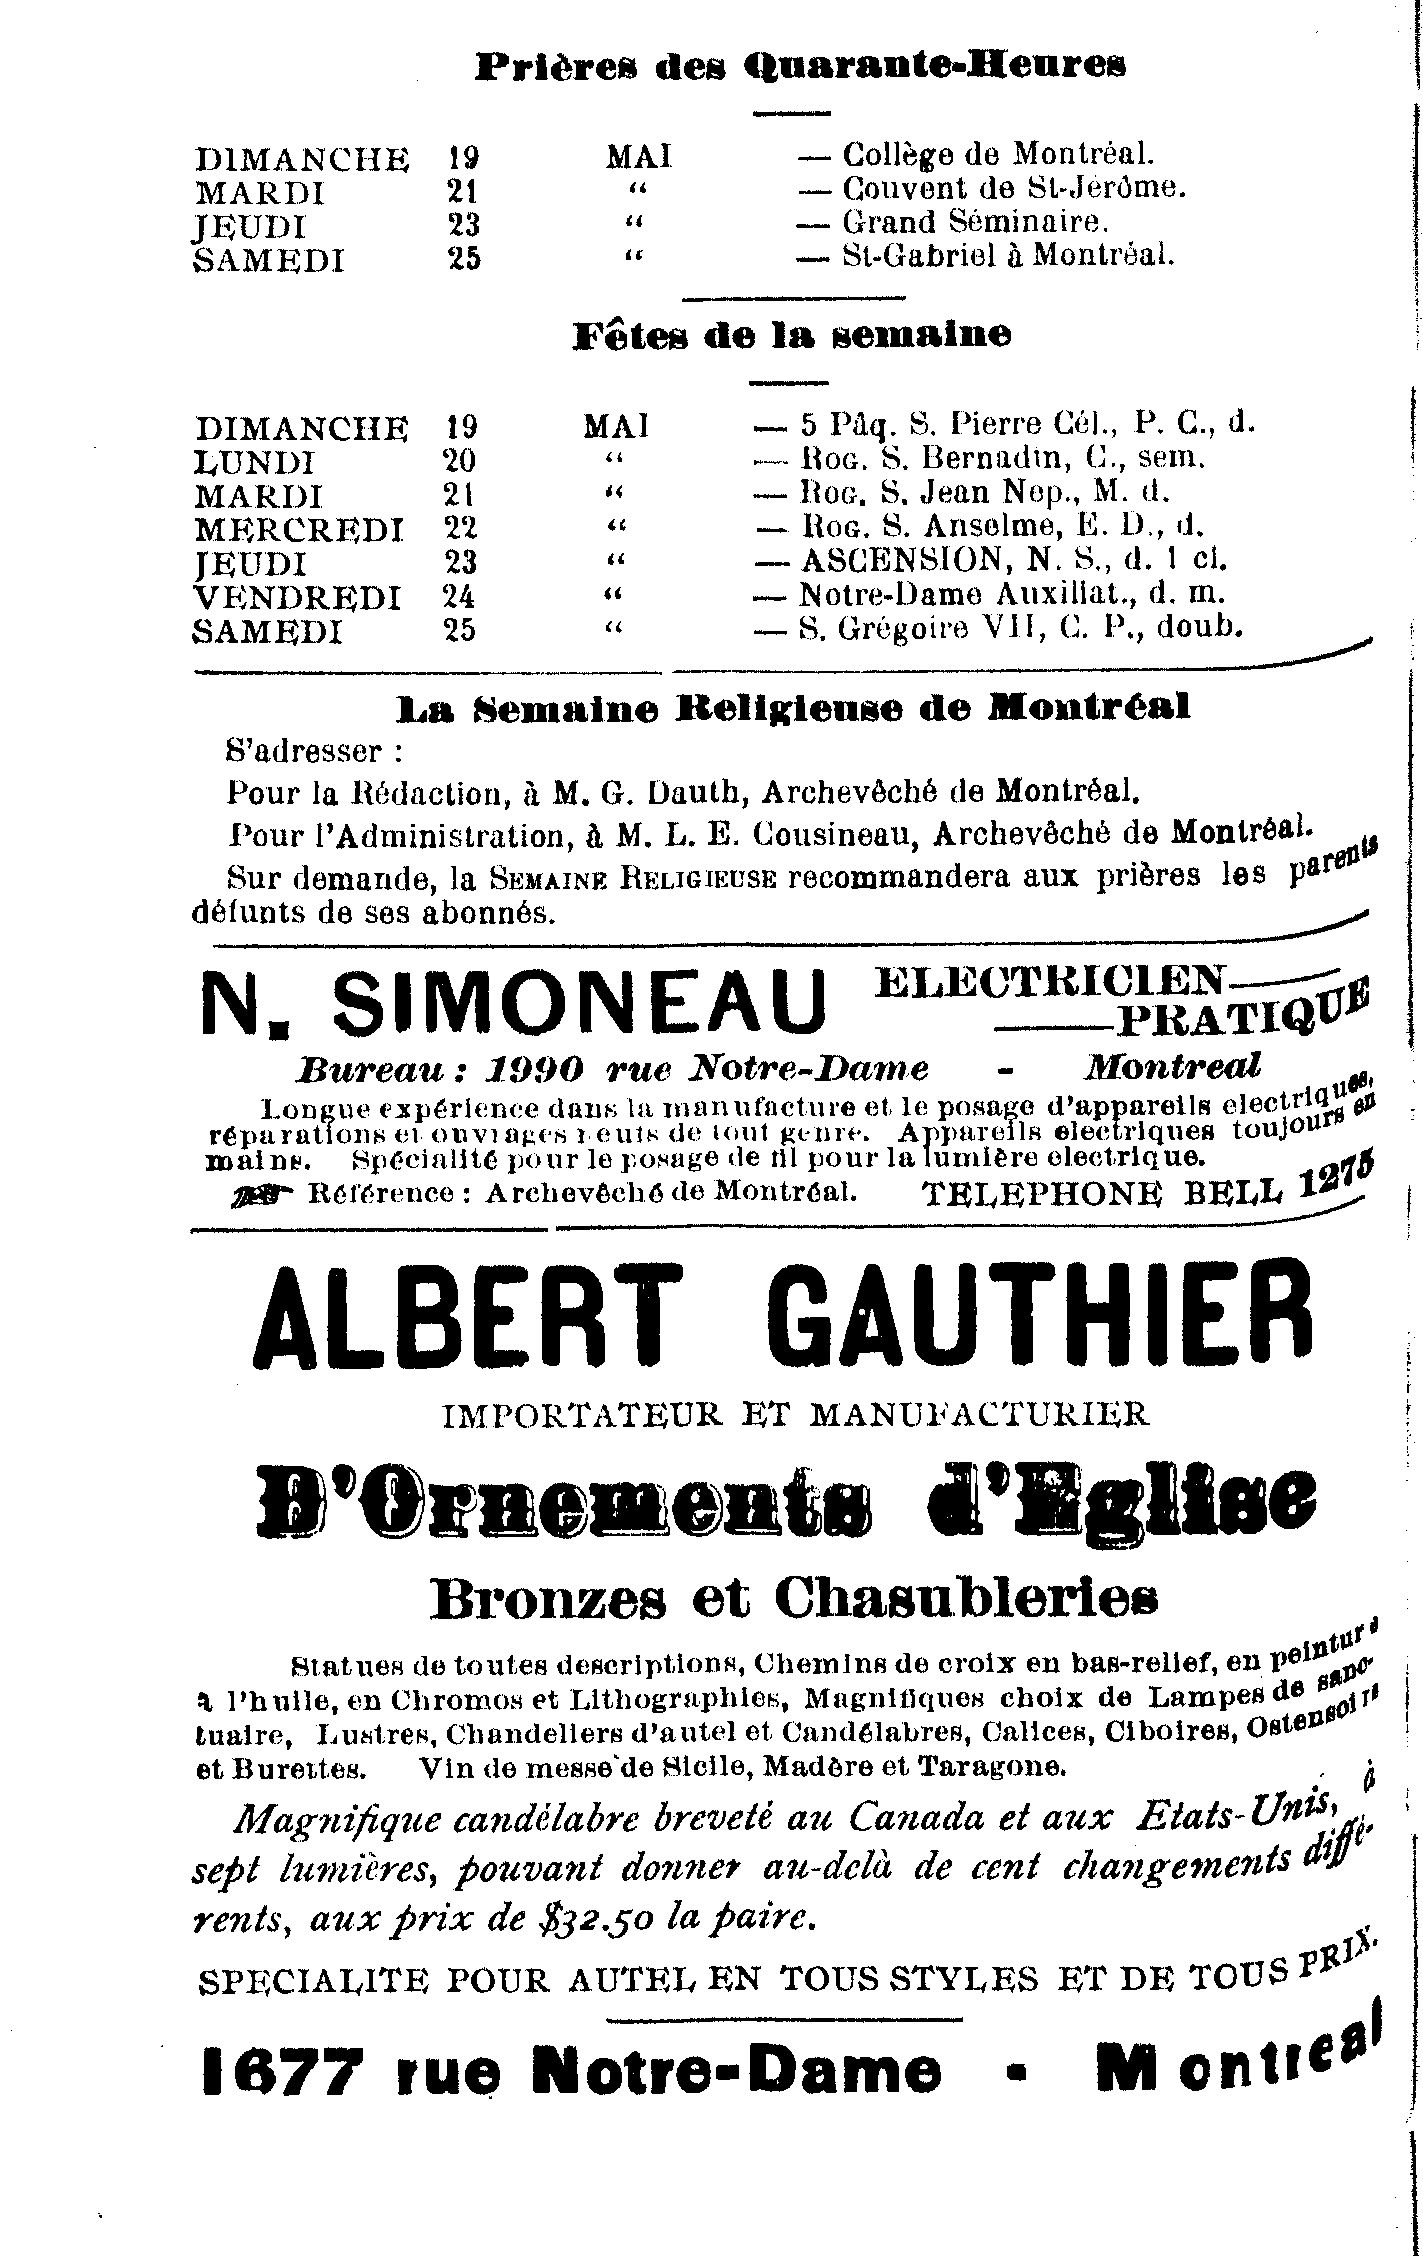 Prières des Quarante-Heures
DIMANCHE 19 MAI — Collège de Montréal.
MARDI 21 “ — Couvent de St-Jérôme.
JEUDI 23 “ — Grand Séminaire.
SAMEDI 25 “ — St-Gabriel à Montréal.
Fêtes de la semaine
DIMANCHE 19 MAI — 5 Pâq. S. Pierre Cél., P. C., d.
LUNDI 20 “ — ROG. S. Bernadin, C., sem.
MARDI 21 “ — ROG. S. Jean Nep., M. d.
MERCREDI 22 “ — ROG. S. Anselme, E. D., d.
JEUDI 23 “ — ASCENSION, N. S., d. 1 cl.
VENDREDI 24 “ — Notre-Dame Auxiliat., d. m.
SAMEDI 25 “ — S. Grégoire VII, C. P., doub.
La Semaine Religieuse de Montréal
S'adresser :
Pour la Rédaction, à M. G. Dauth, Archevêché de Montréal.
Pour l'Administration, à M. L. E. Cousineau, Archevêché de Montréal.
Sur demande, la SEMAINE RELIGIEUSE recommandera aux prières les parents
défunts de ses abonnés.
N. SIMONEAU ELECTRICIEN
PRATIQUE
Bureau : 1990 rue Notre-Dame - Montreal
Longue expérience dans la manufacture et le posage d'appareils electriques,
réparations et ouvrages neufs de tout genre. Appareils electriques toujours en
mains. Spécialité pour le posage de fil pour la lumière electrique.
Référence : Archevêché de Montréal. TELEPHONE BELL 1275
ALBERT GAUTHIER
IMPORTATEUR ET MANUFACTURIER
D'Ornements d'Eglise
Bronzes et Chasubleries
Statues de toutes descriptions, Chemins de croix en bas-relief, en peinture
à l'huile, en Chromos et Lithographies, Magnifiques choix de Lampes de sanc-
tuaire, Lustres, Chandeliers d'autel et Candélabres, Calices, Ciboires, Ostensoire
et Burettes. Vin de messe de Sicile, Madère et Taragone.
Magnifique candélabre breveté au Canada et aux Etats-Unis, à
sept lumières, pouvant donner au-delà de cent changements diffé-
rents, aux prix de $32.50 la paire.
SPECIALITE POUR AUTEL EN TOUS STYLES ET DE TOUS PRIX.
1677 rue Notre-Dame - Montreal